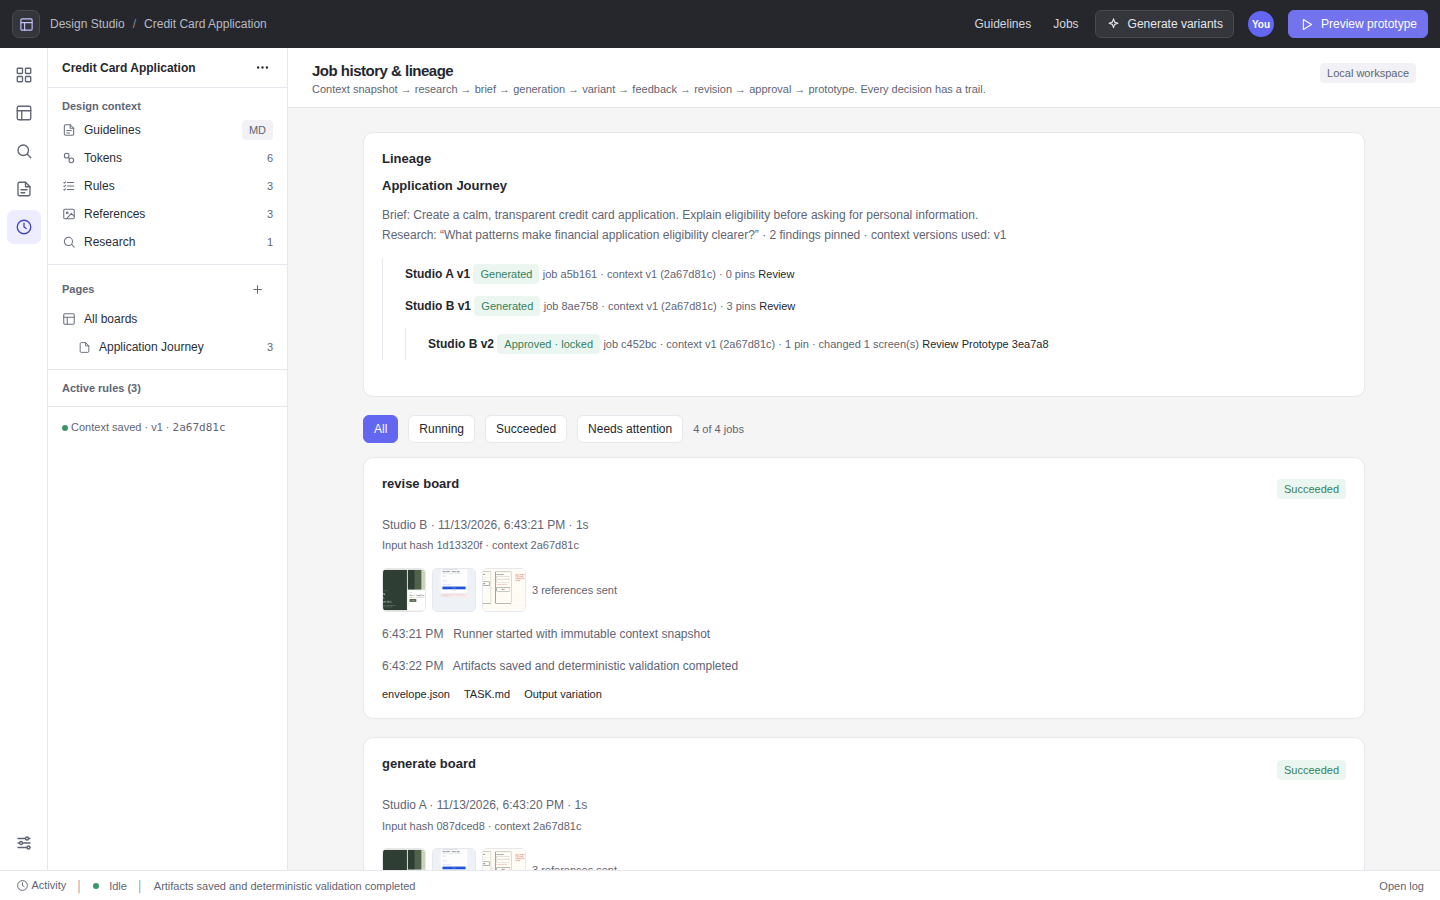 Design Studio / Credit Card Application
Guidelines
Jobs
Generate variants
You
Preview prototype
Credit Card Application
Design context
Guidelines MD
Tokens 6
Rules 3
References 3
Research 1
Pages
All boards
Application Journey 3
Active rules (3)
Context saved · v1 · 2a67d81c
Job history & lineage
Context snapshot → research → brief → generation → variant → feedback → revision → approval → prototype. Every decision has a trail.
Local workspace
Lineage
Application Journey
Brief: Create a calm, transparent credit card application. Explain eligibility before asking for personal information.
Research: “What patterns make financial application eligibility clearer?” · 2 findings pinned · context versions used: v1
Studio A v1 Generated job a5b161 · context v1 (2a67d81c) · 0 pins Review
Studio B v1 Generated job 8ae758 · context v1 (2a67d81c) · 3 pins Review
Studio B v2 Approved · locked job c452bc · context v1 (2a67d81c) · 1 pin · changed 1 screen(s) Review Prototype 3ea7a8
All Running Succeeded Needs attention 4 of 4 jobs
revise board
Succeeded
Studio B · 11/13/2026, 6:43:21 PM · 1s
Input hash 1d13320f · context 2a67d81c
3 references sent
6:43:21 PM Runner started with immutable context snapshot
6:43:22 PM Artifacts saved and deterministic validation completed
envelope.json TASK.md Output variation
generate board
Succeeded
Studio A · 11/13/2026, 6:43:20 PM · 1s
Input hash 087dced8 · context 2a67d81c
3 references sent
Activity | Idle | Artifacts saved and deterministic validation completed
Open log